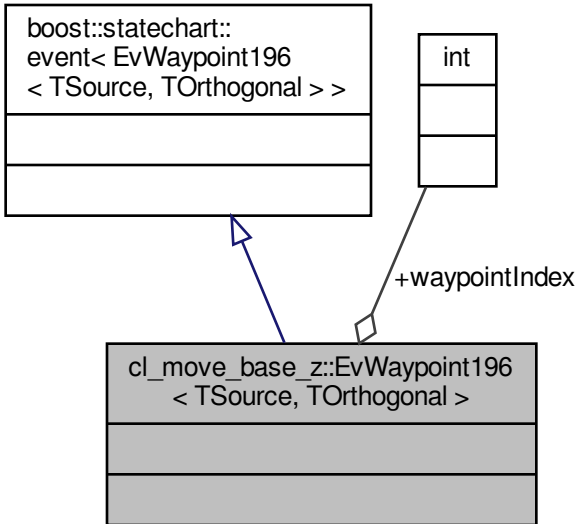 boost::statechart::
event< EvWaypoint196
< TSource, TOrthogonal > >
int
+waypointIndex
cl_move_base_z::EvWaypoint196
< TSource, TOrthogonal >